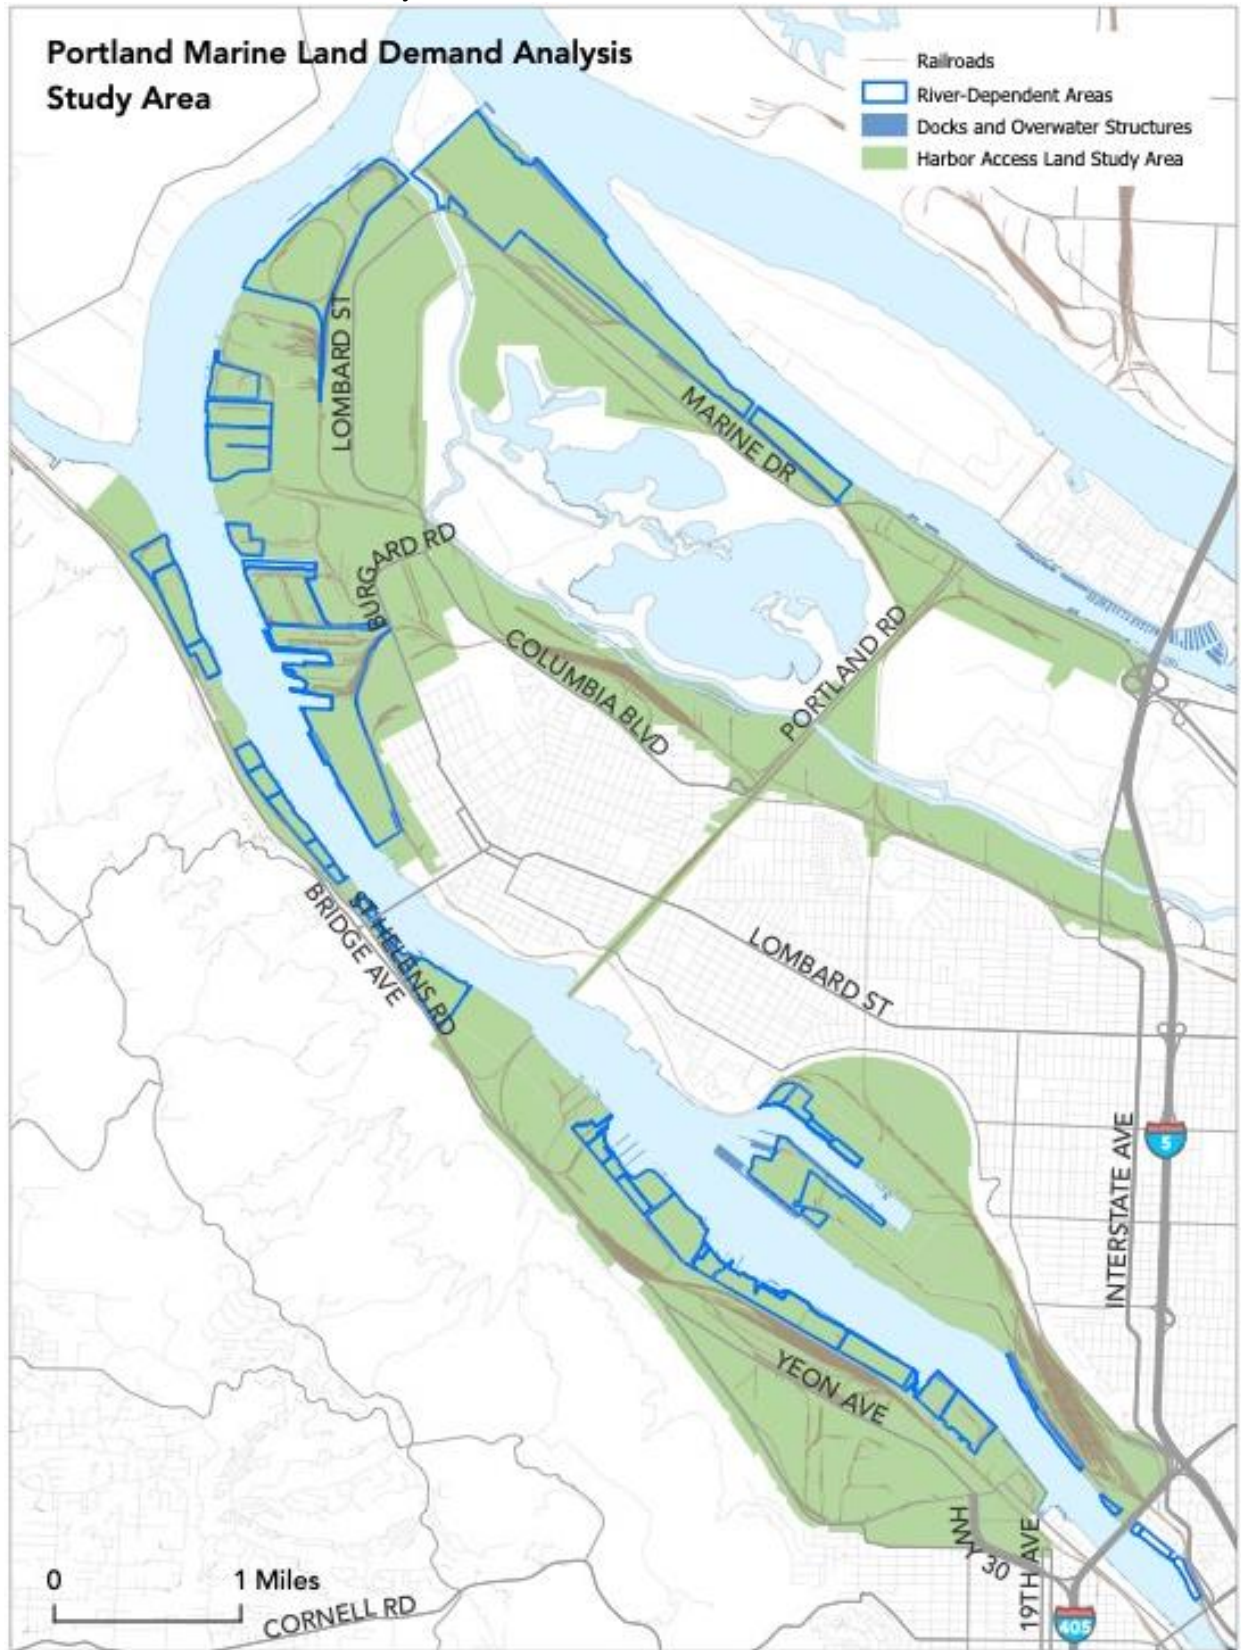 Portland Marine Land Demand Analysis
Study Area
Railroads
River-Dependent Areas
Docks and Overwater Structures
Harbor Access Land Study Area
LOMBARD ST
MARINE DR
BURGARD RD
COLUMBIA BLVD
PORTLAND RD
ST HELENS RD
BRIDGE AVE
LOMBARD ST
INTERSTATE AVE
5
YEON AVE
HWY 30
19TH AVE
405
0 1 Miles
CORNELL RD